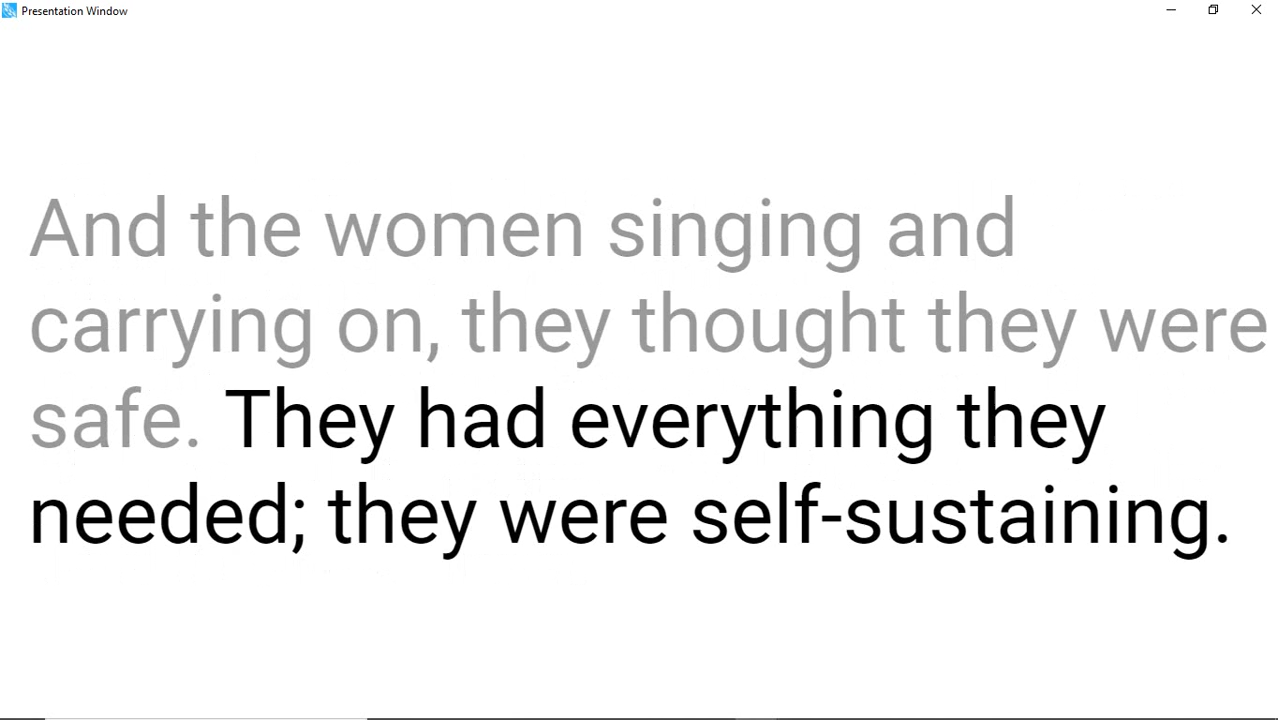 Presentation Window
And the women singing and
carrying on, they thought they were
safe. They had everything they
needed; they were self-sustaining.